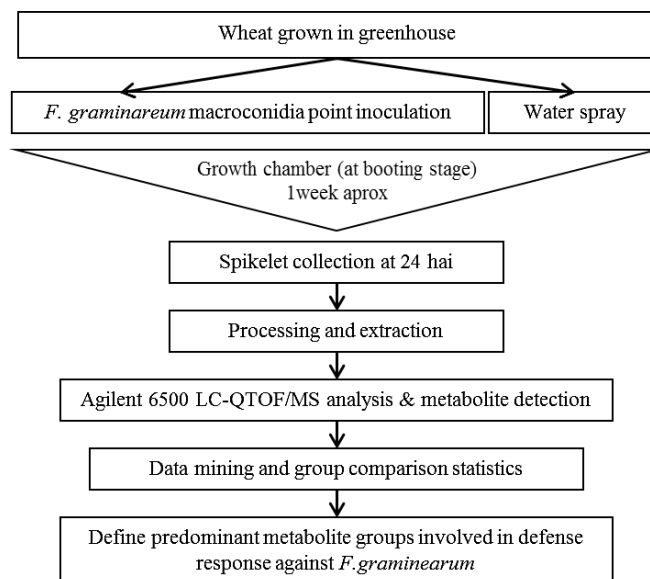 Wheat grown in greenhouse
F. graminareum macroconidia point inoculation
Water spray
Growth chamber (at booting stage)
1week aprox
Spikelet collection at 24 hai
Processing and extraction
Agilent 6500 LC-QTOF/MS analysis & metabolite detection
Data mining and group comparison statistics
Define predominant metabolite groups involved in defense
response against F.graminearum